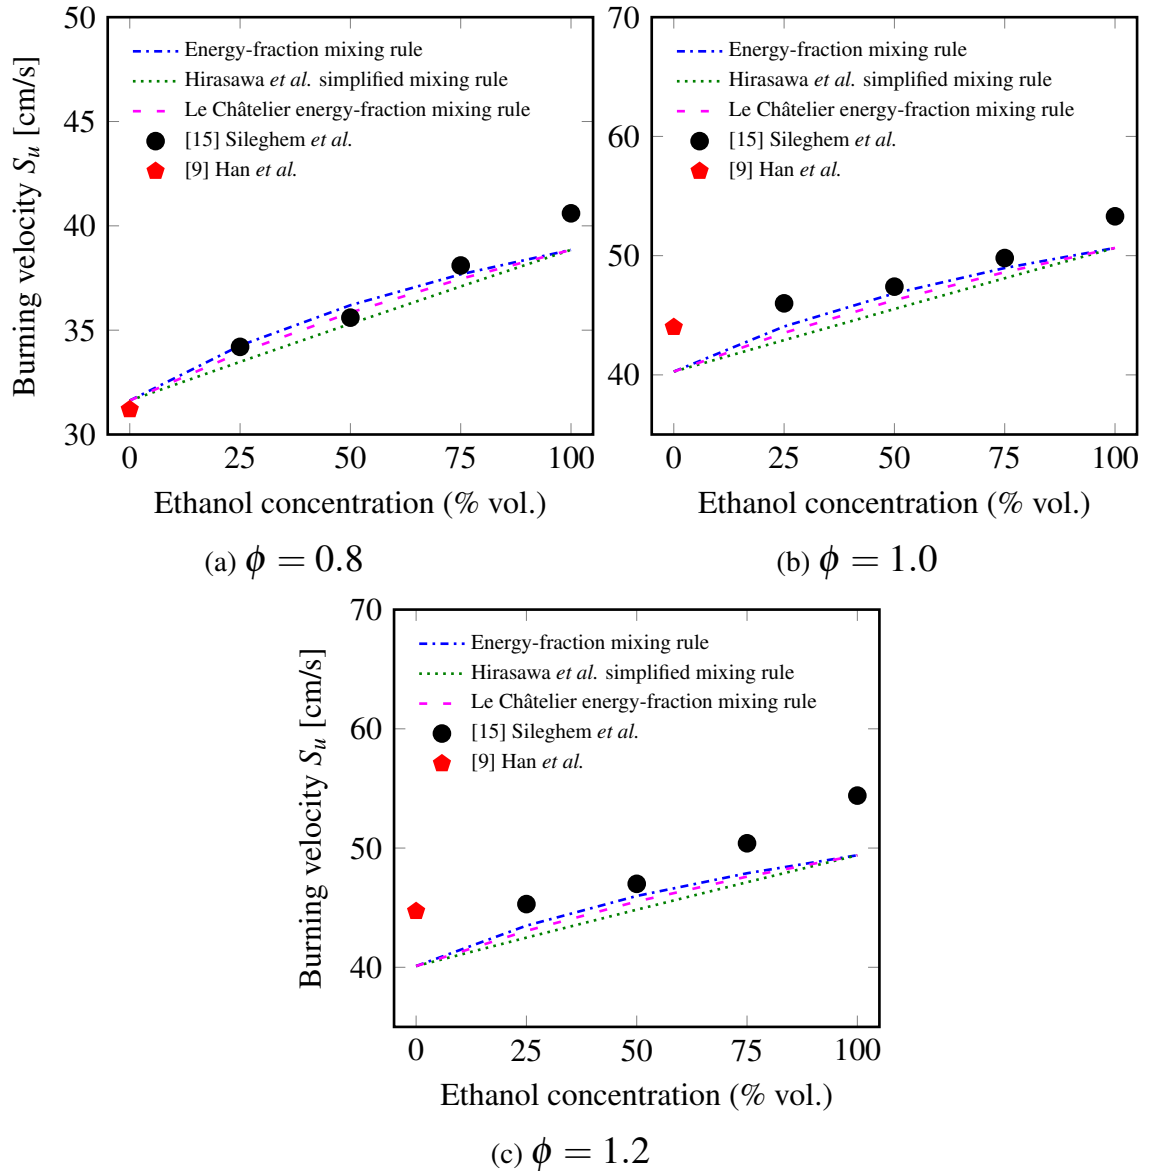 50
45
40
35
30
Burning velocity S_u [cm/s]
Energy-fraction mixing rule
Hirasawa et al. simplified mixing rule
Le Châtelier energy-fraction mixing rule
[15] Sileghem et al.
[9] Han et al.
0 25 50 75 100
Ethanol concentration (% vol.)
(a) ϕ = 0.8
70
60
50
40
Energy-fraction mixing rule
Hirasawa et al. simplified mixing rule
Le Châtelier energy-fraction mixing rule
[15] Sileghem et al.
[9] Han et al.
0 25 50 75 100
Ethanol concentration (% vol.)
(b) ϕ = 1.0
70
60
50
40
Burning velocity S_u [cm/s]
Energy-fraction mixing rule
Hirasawa et al. simplified mixing rule
Le Châtelier energy-fraction mixing rule
[15] Sileghem et al.
[9] Han et al.
0 25 50 75 100
Ethanol concentration (% vol.)
(c) ϕ = 1.2